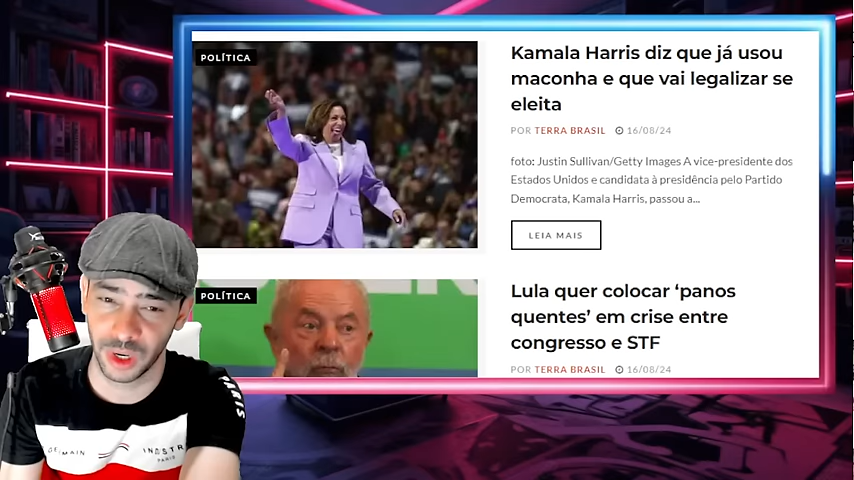 POLÍTICA
Kamala Harris diz que já usou
maconha e que vai legalizar se
eleita
POR TERRA BRASIL 16/08/24
foto: Justin Sullivan/Getty Images A vice-presidente dos
Estados Unidos e candidata à presidência pelo Partido
Democrata, Kamala Harris, passou a...
LEIA MAIS
POLÍTICA
Lula quer colocar ‘panos
quentes’ em crise entre
congresso e STF
POR TERRA BRASIL 16/08/24
PARIS